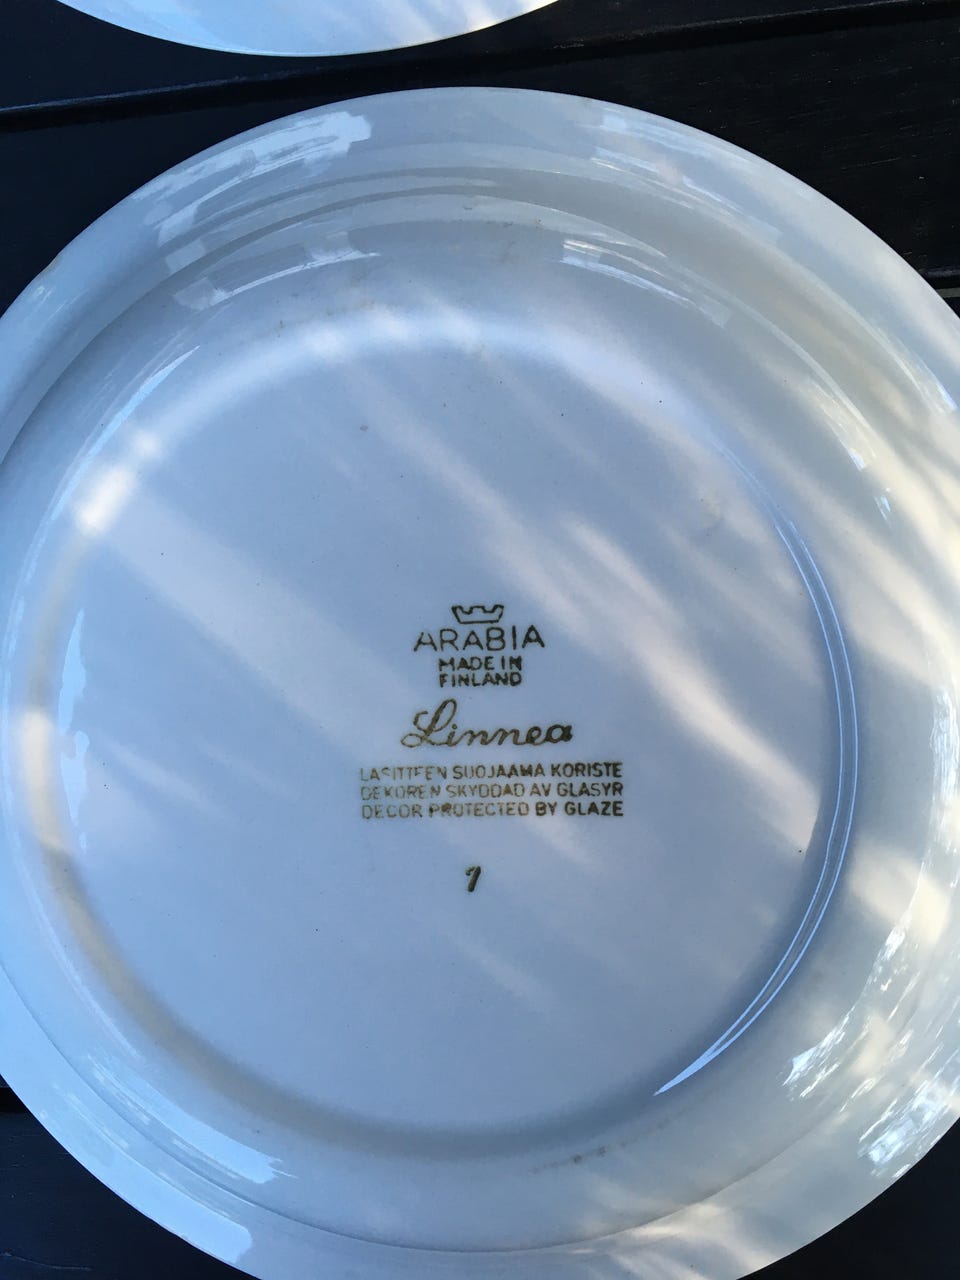 ARABIA
MADE IN
FINLAND
Linnea
LASITTEEN SUOJAAMA KORISTE
DEKOREN SKYDDAD AV GLASYR
DECOR PROTECTED BY GLAZE
1